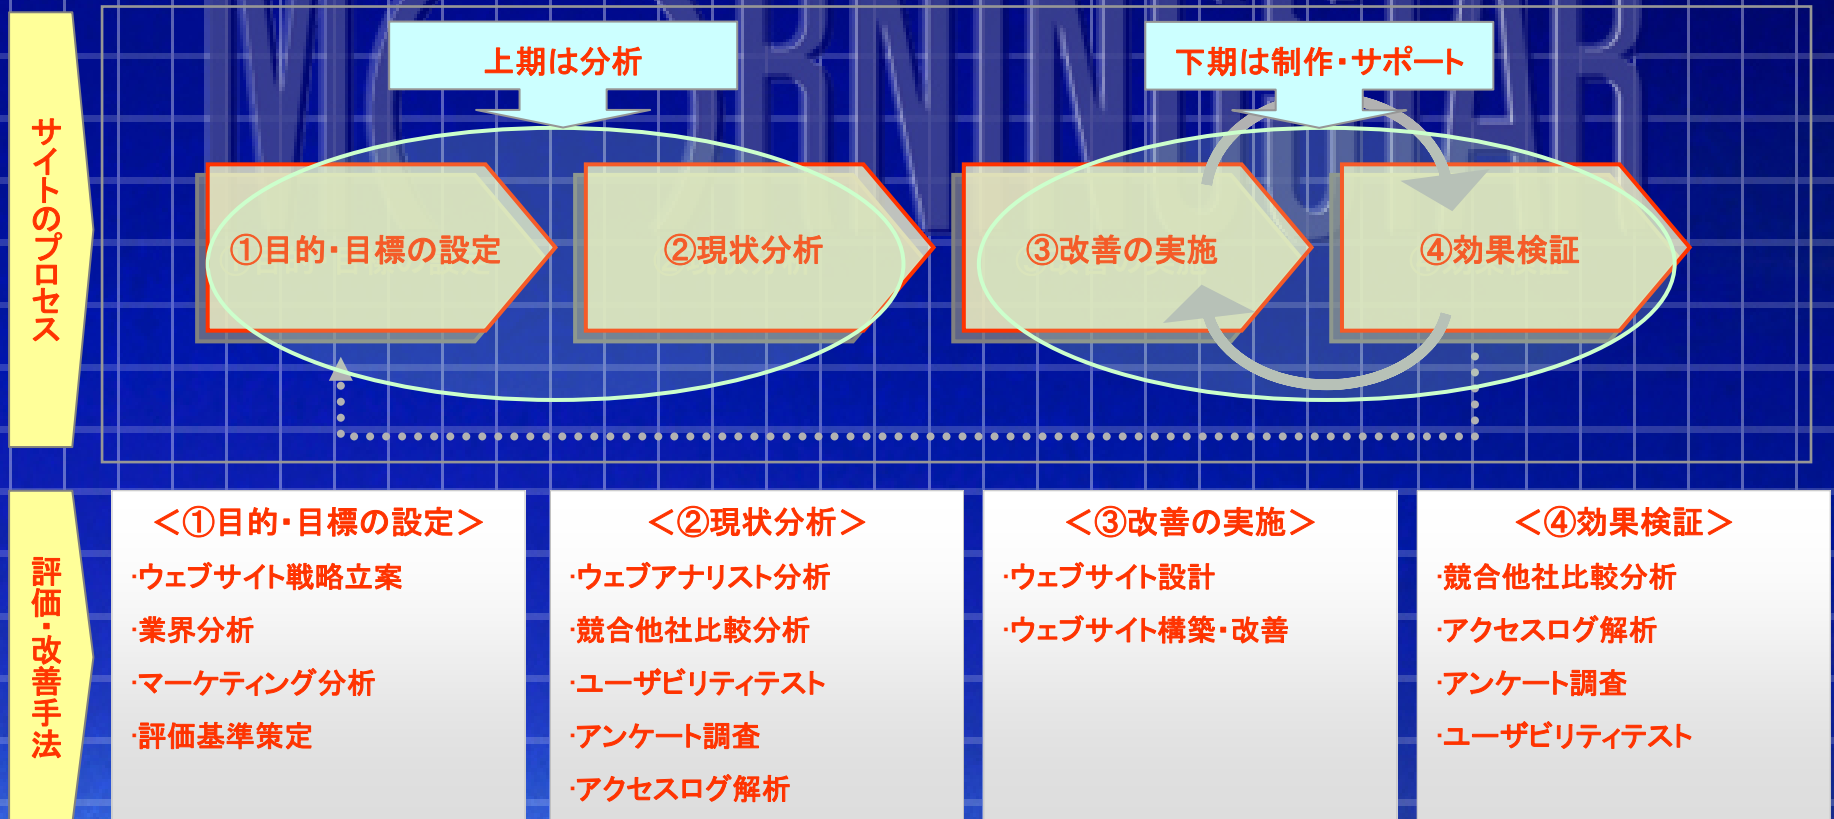 MORNINGSTAR
上期は分析
下期は制作・サポート
サイトのプロセス
①目的・目標の設定
②現状分析
③改善の実施
④効果検証
評価・改善手法
＜①目的・目標の設定＞
・ウェブサイト戦略立案
・業界分析
・マーケティング分析
・評価基準策定
＜②現状分析＞
・ウェブアナリスト分析
・競合他社比較分析
・ユーザビリティテスト
・アンケート調査
・アクセスログ解析
＜③改善の実施＞
・ウェブサイト設計
・ウェブサイト構築・改善
＜④効果検証＞
・競合他社比較分析
・アクセスログ解析
・アンケート調査
・ユーザビリティテスト